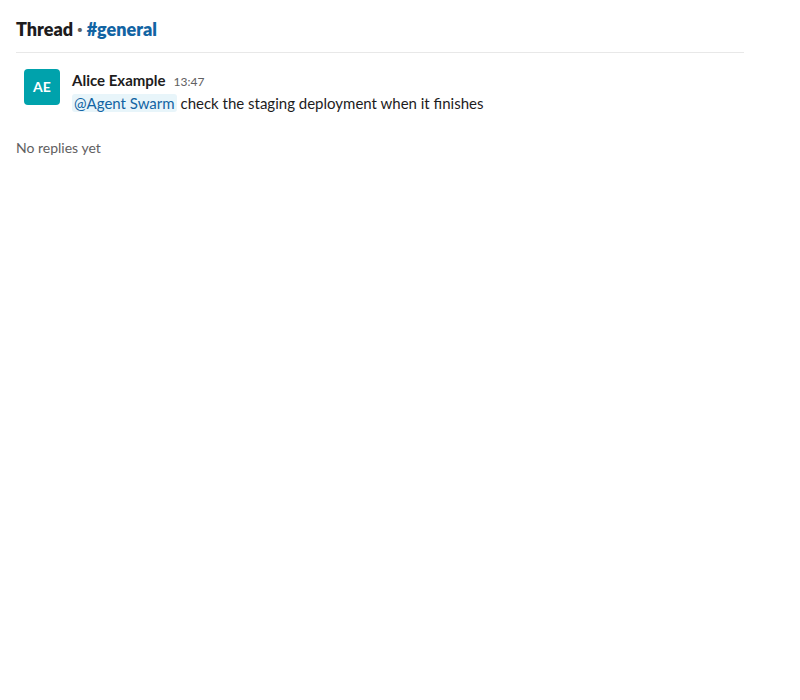 Thread • #general
AE
Alice Example 13:47
@Agent Swarm check the staging deployment when it finishes
No replies yet